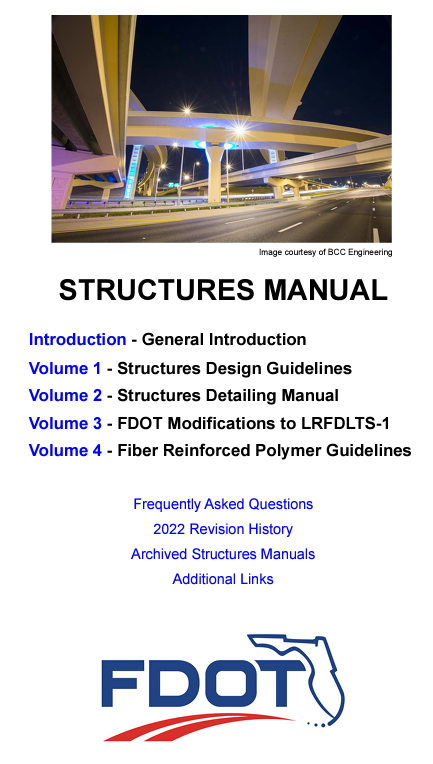 Image courtesy of BCC Engineering
STRUCTURES MANUAL
Introduction - General Introduction
Volume 1 - Structures Design Guidelines
Volume 2 - Structures Detailing Manual
Volume 3 - FDOT Modifications to LRFDLTS-1
Volume 4 - Fiber Reinforced Polymer Guidelines
Frequently Asked Questions
2022 Revision History
Archived Structures Manuals
Additional Links
FDOT